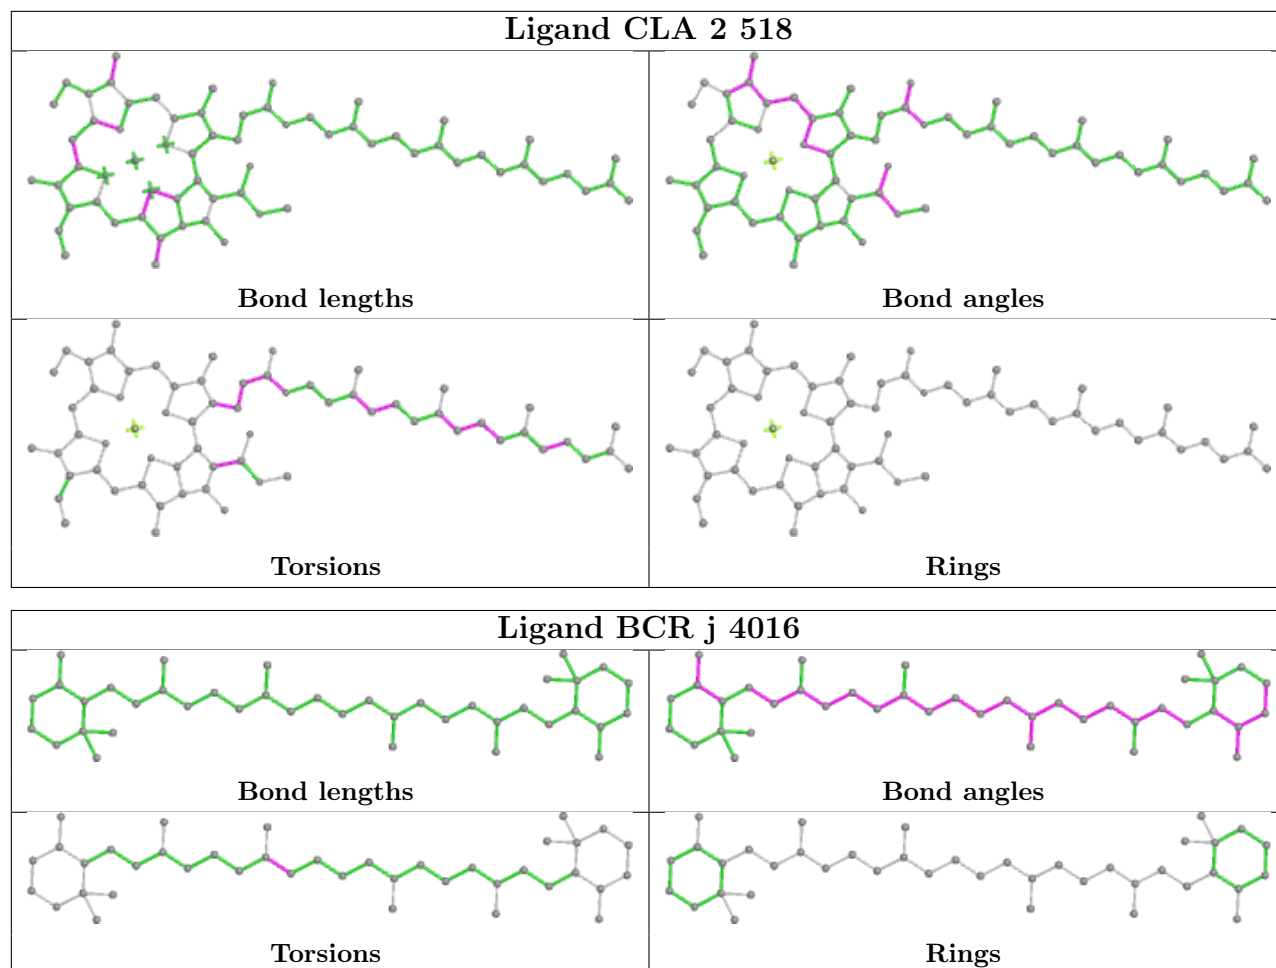 Ligand CLA 2 518
Bond lengths
Bond angles
Torsions
Rings
Ligand BCR j 4016
Bond lengths
Bond angles
Torsions
Rings